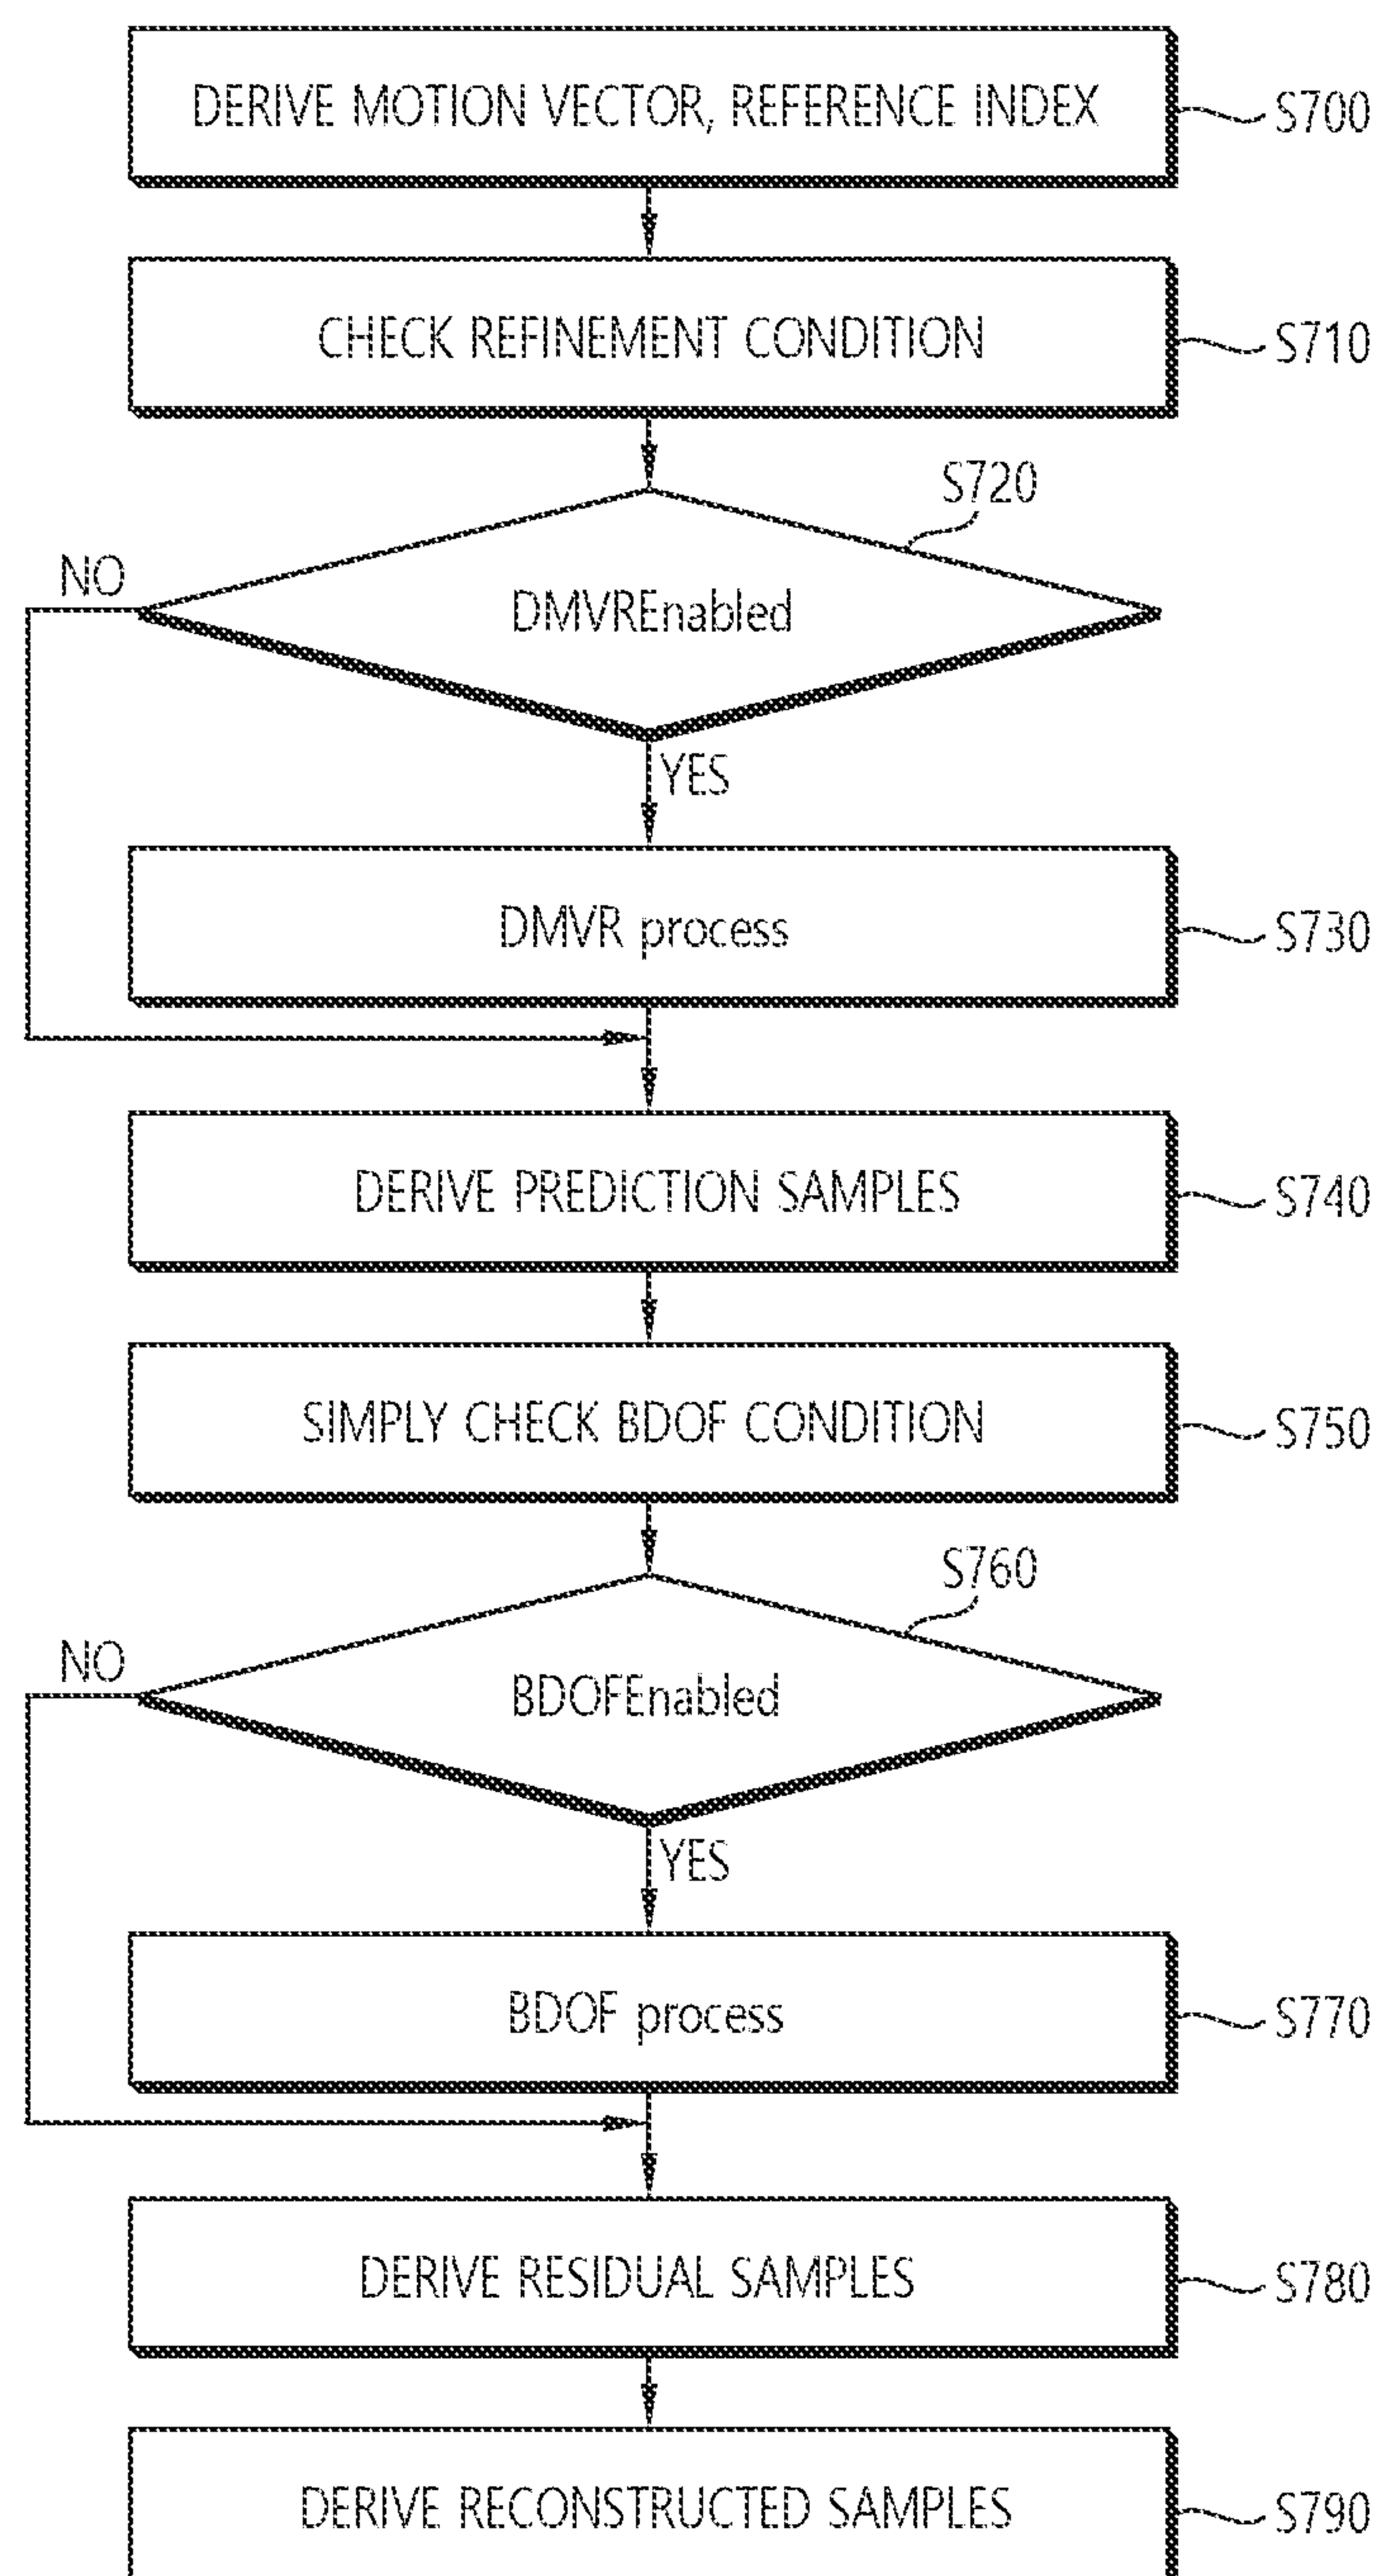 DERIVE MOTION VECTOR, REFERENCE INDEX
S700
CHECK REFINEMENT CONDITION
S710
S720
NO
DMVREnabled
YES
DMVR process
S730
DERIVE PREDICTION SAMPLES
S740
SIMPLY CHECK BDOF CONDITION
S750
S760
NO
BDOFEnabled
YES
BDOF process
S770
DERIVE RESIDUAL SAMPLES
S780
DERIVE RECONSTRUCTED SAMPLES
S790